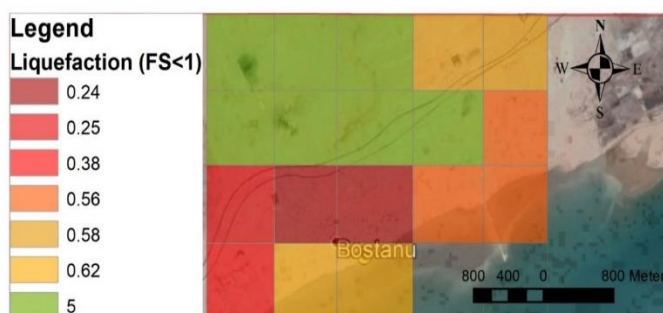 Legend
Liquefaction (FS<1)
0.24
0.25
0.38
0.56
0.58
0.62
5
N
W
E
S
Bostanu
800 400 0 800 Meter